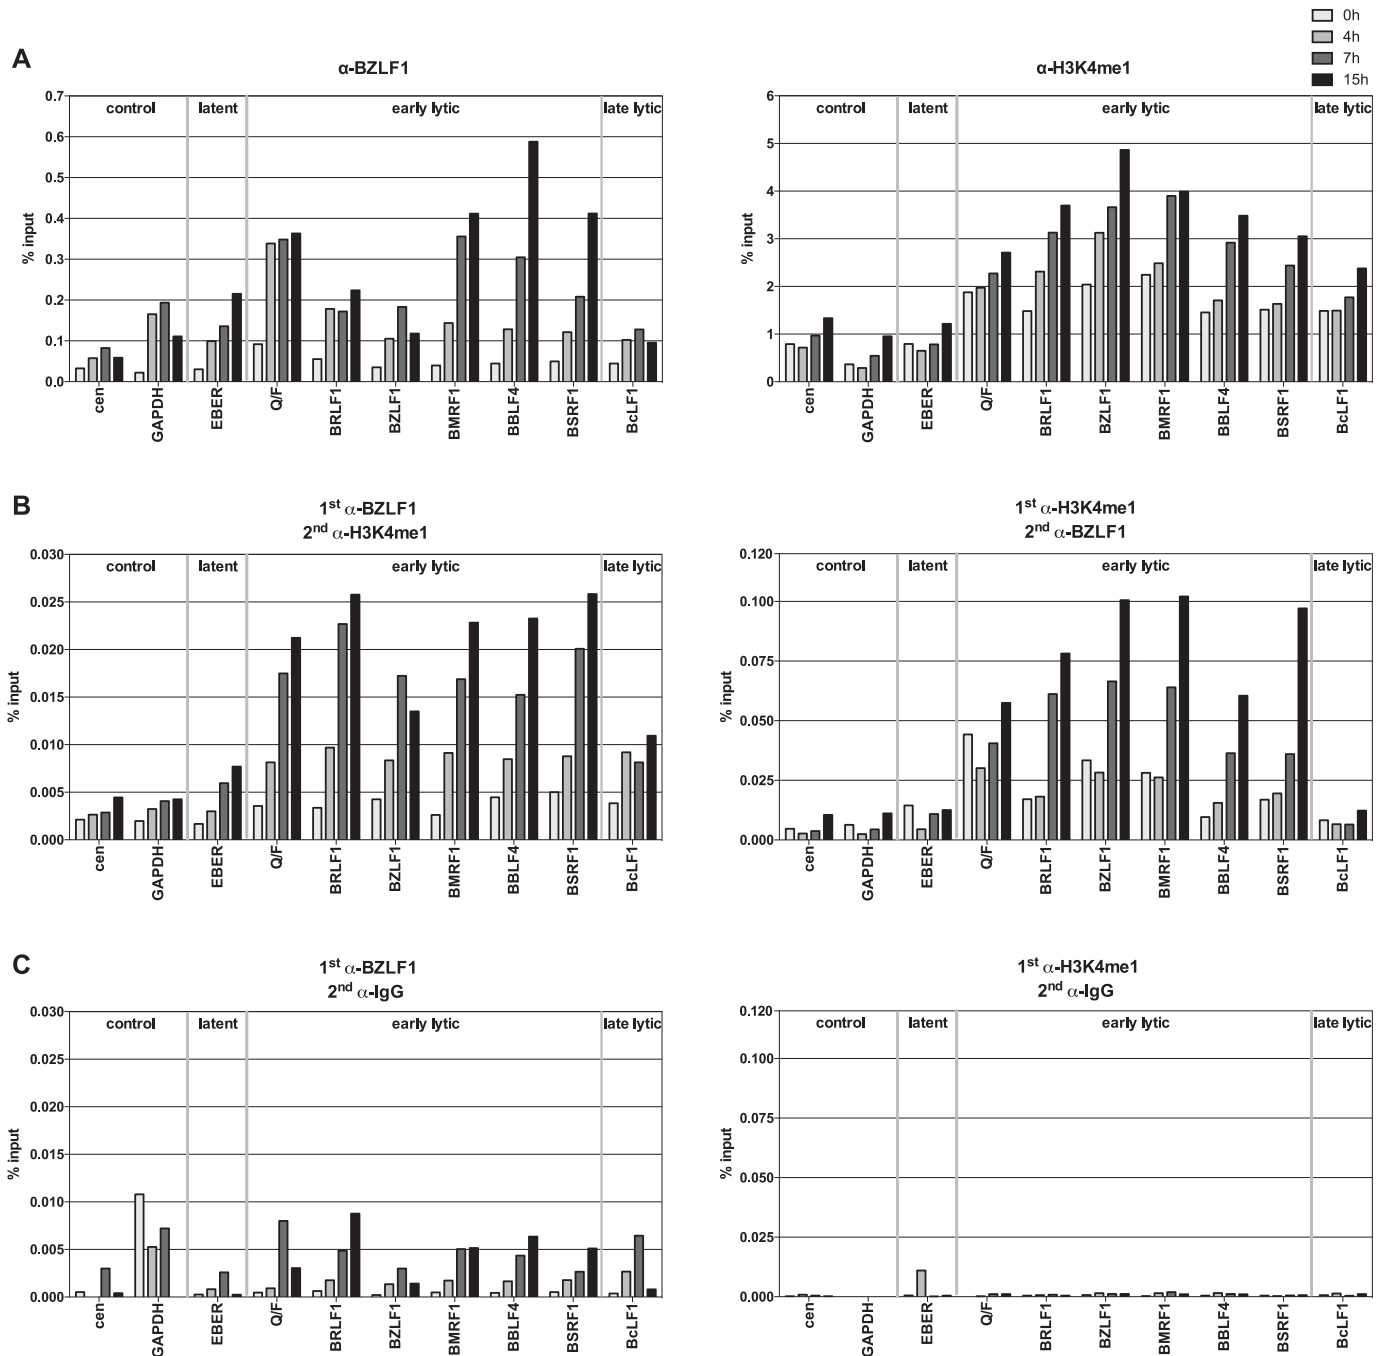 0h
4h
7h
15h
A
α-BZLF1
0.7
0.6
0.5
0.4
0.3
0.2
0.1
0.0
% input
control
latent
early lytic
late lytic
cen
GAPDH
EBER
Q/F
BRLF1
BZLF1
BMRF1
BBLF4
BSRF1
BcLF1
α-H3K4me1
6
5
4
3
2
1
0
% input
control
latent
early lytic
late lytic
cen
GAPDH
EBER
Q/F
BRLF1
BZLF1
BMRF1
BBLF4
BSRF1
BcLF1
B
1st α-BZLF1
2nd α-H3K4me1
0.030
0.025
0.020
0.015
0.010
0.005
0.000
% input
control
latent
early lytic
late lytic
cen
GAPDH
EBER
Q/F
BRLF1
BZLF1
BMRF1
BBLF4
BSRF1
BcLF1
1st α-H3K4me1
2nd α-BZLF1
0.120
0.100
0.075
0.050
0.025
0.000
% input
control
latent
early lytic
late lytic
cen
GAPDH
EBER
Q/F
BRLF1
BZLF1
BMRF1
BBLF4
BSRF1
BcLF1
C
1st α-BZLF1
2nd α-IgG
0.030
0.025
0.020
0.015
0.010
0.005
0.000
% input
control
latent
early lytic
late lytic
cen
GAPDH
EBER
Q/F
BRLF1
BZLF1
BMRF1
BBLF4
BSRF1
BcLF1
1st α-H3K4me1
2nd α-IgG
0.120
0.100
0.075
0.050
0.025
0.000
% input
control
latent
early lytic
late lytic
cen
GAPDH
EBER
Q/F
BRLF1
BZLF1
BMRF1
BBLF4
BSRF1
BcLF1